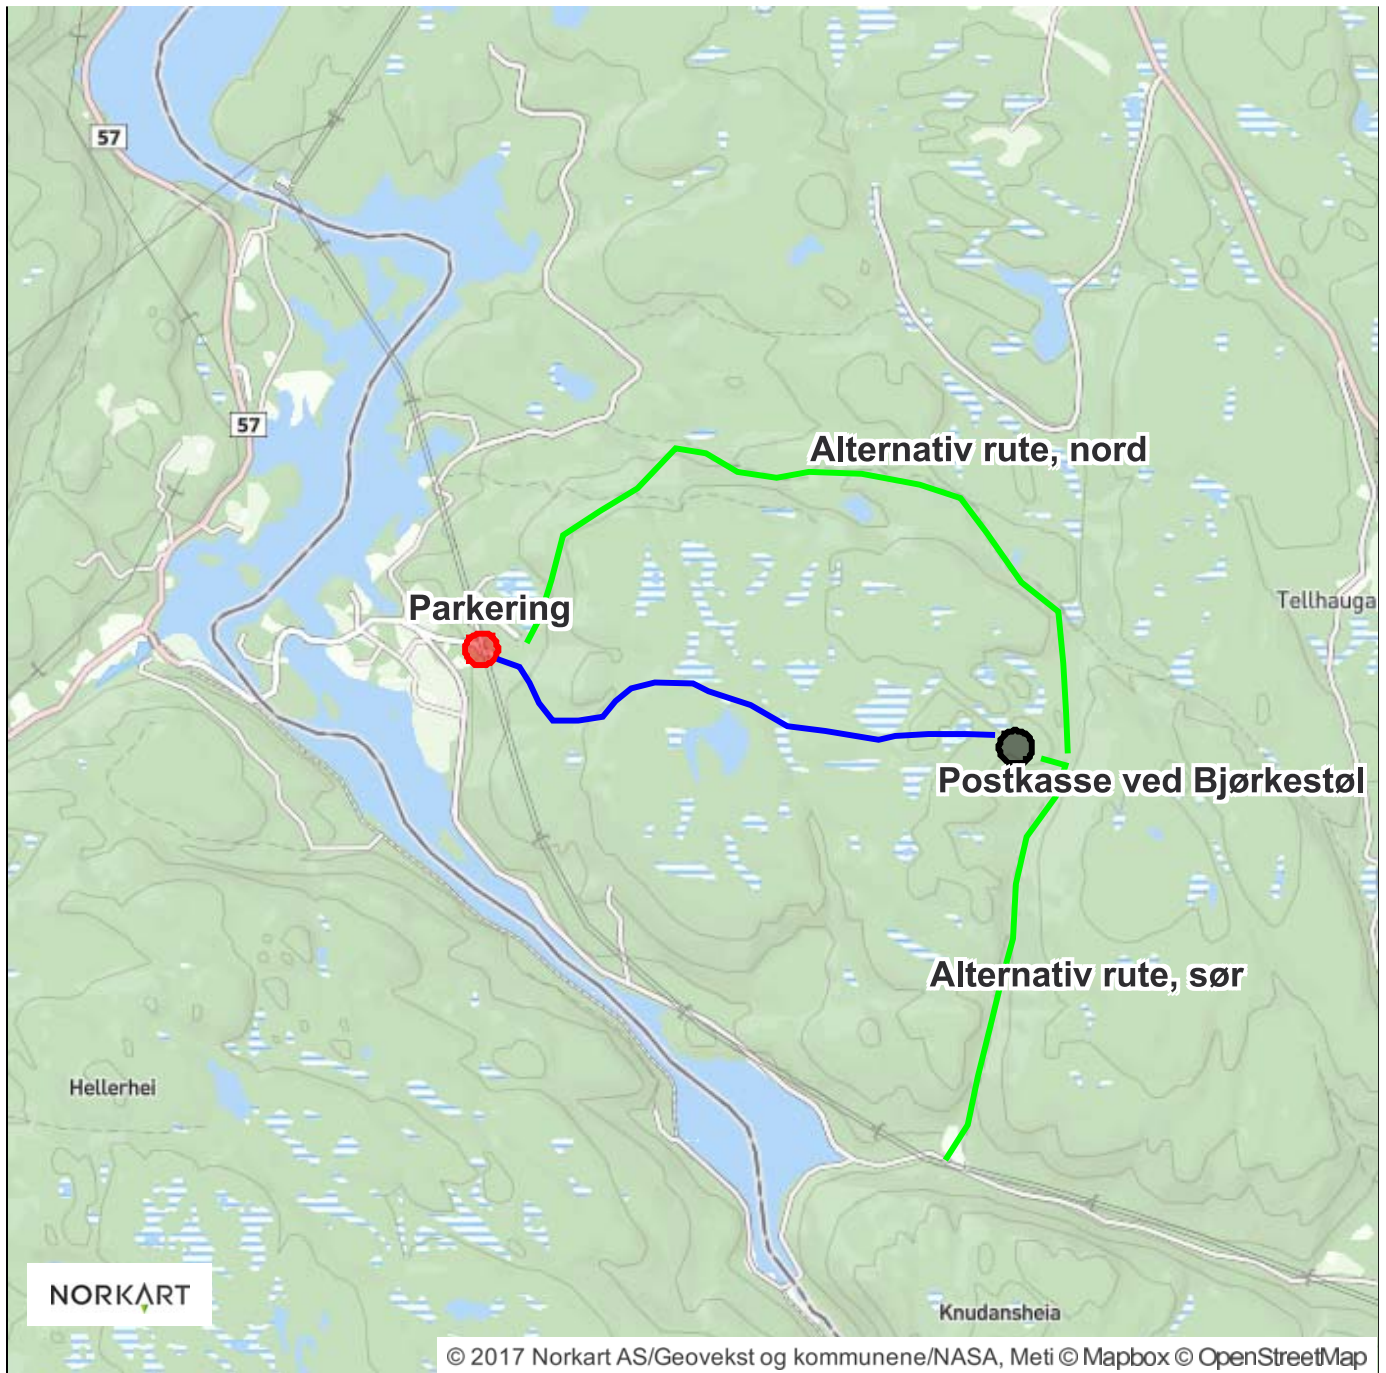 57
57
Alternativ rute, nord
Tellhauga
Parkering
Postkasse ved Bjørkestøl
Alternativ rute, sør
Hellerhei
NORKART
Knudansheia
© 2017 Norkart AS/Geovekst og kommunene/NASA, Meti © Mapbox © OpenStreetMap